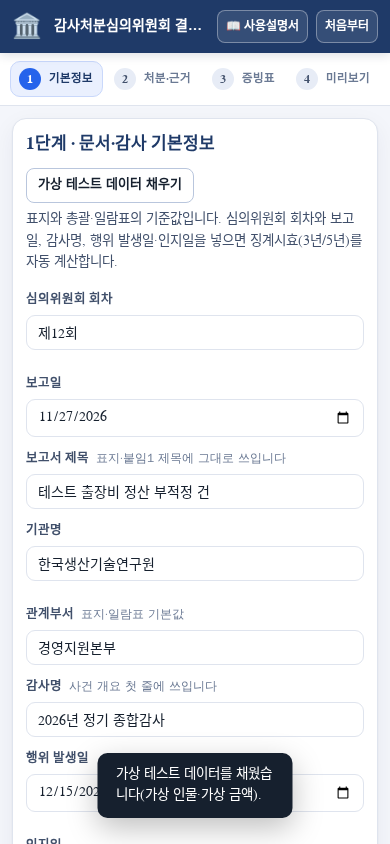 🏛️ 감사처분심의위원회 결... 📖 사용설명서 처음부터
1 기본정보 2 처분·근거 3 증빙표 4 미리보기
1단계 · 문서·감사 기본정보
가상 테스트 데이터 채우기
표지와 총괄·일람표의 기준값입니다. 심의위원회 회차와 보고
일, 감사명, 행위 발생일·인지일을 넣으면 징계시효(3년/5년)를
자동 계산합니다.
심의위원회 회차
제12회
보고일
11/27/2026
보고서 제목 표지·붙임1 제목에 그대로 쓰입니다
테스트 출장비 정산 부적정 건
기관명
한국생산기술연구원
관계부서 표지·일람표 기본값
경영지원본부
감사명 사건 개요 첫 줄에 쓰입니다
2026년 정기 종합감사
행위 발생일
12/15/202
가상 테스트 데이터를 채웠습
니다(가상 인물·가상 금액).